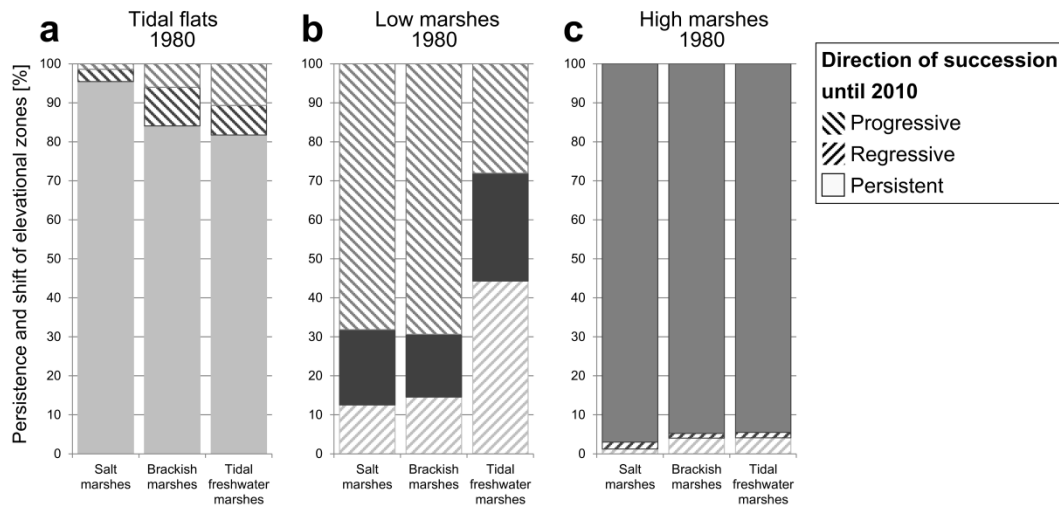 a
Tidal flats
1980
b
Low marshes
1980
c
High marshes
1980
Persistence and shift of elevational zones [%]
100
90
80
70
60
50
40
30
20
10
0
Salt
marshes
Brackish
marshes
Tidal
freshwater
marshes
100
90
80
70
60
50
40
30
20
10
0
Salt
marshes
Brackish
marshes
Tidal
freshwater
marshes
100
90
80
70
60
50
40
30
20
10
0
Salt
marshes
Brackish
marshes
Tidal
freshwater
marshes
Direction of succession
until 2010
Progressive
Regressive
Persistent